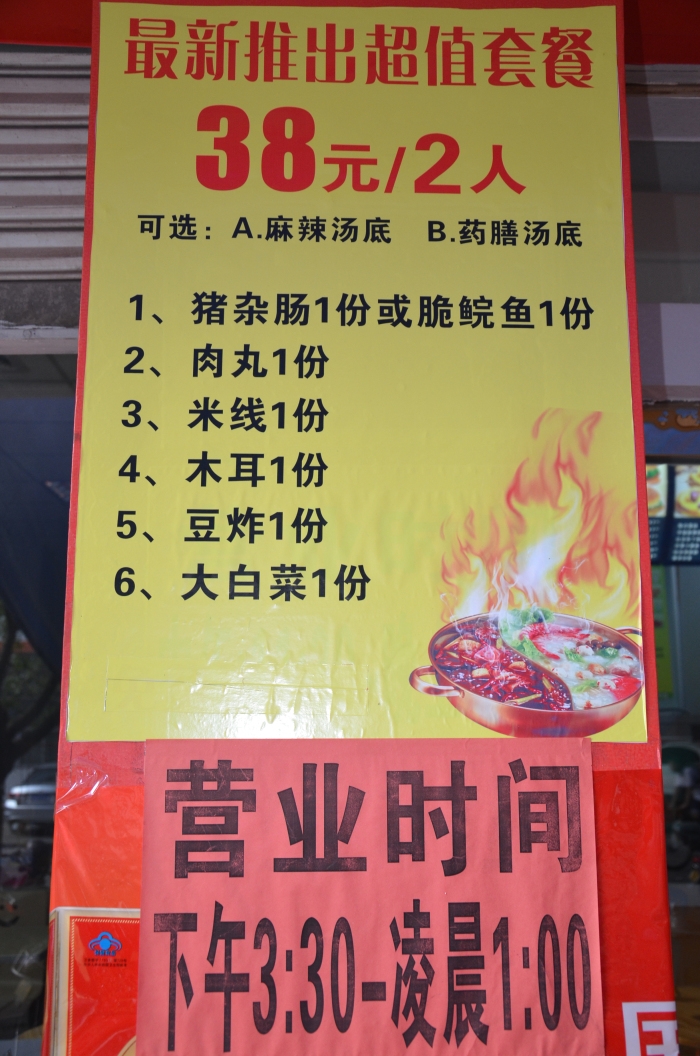 最新推出超值套餐
38元/2人
可选：A.麻辣汤底 B.药膳汤底
1、猪杂肠1份或脆鲩鱼1份
2、肉丸1份
3、米线1份
4、木耳1份
5、豆炸1份
6、大白菜1份
营业时间
下午3:30-凌晨1:00